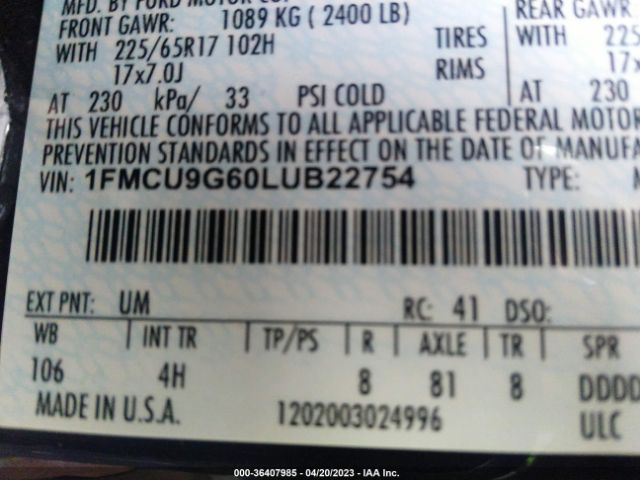 MFD. BY FORD MOTOR CO.
FRONT GAWR: 1089 KG ( 2400 LB) REAR GAWR:
WITH 225/65R17 102H TIRES WITH 225
17x7.0J RIMS 17x
AT 230 kPa/ 33 PSI COLD AT 230
THIS VEHICLE CONFORMS TO ALL APPLICABLE FEDERAL MOTOR
PREVENTION STANDARDS IN EFFECT ON THE DATE OF MANUFA
VIN: 1FMCU9G60LUB22754 TYPE: M
EXT PNT: UM RC: 41 DSO:
WB INT TR TP/PS R AXLE TR SPR
106 4H 8 81 8 DDDD
MADE IN U.S.A. 1202003024996 ULC
000-36407985 - 04/20/2023 - IAA Inc.